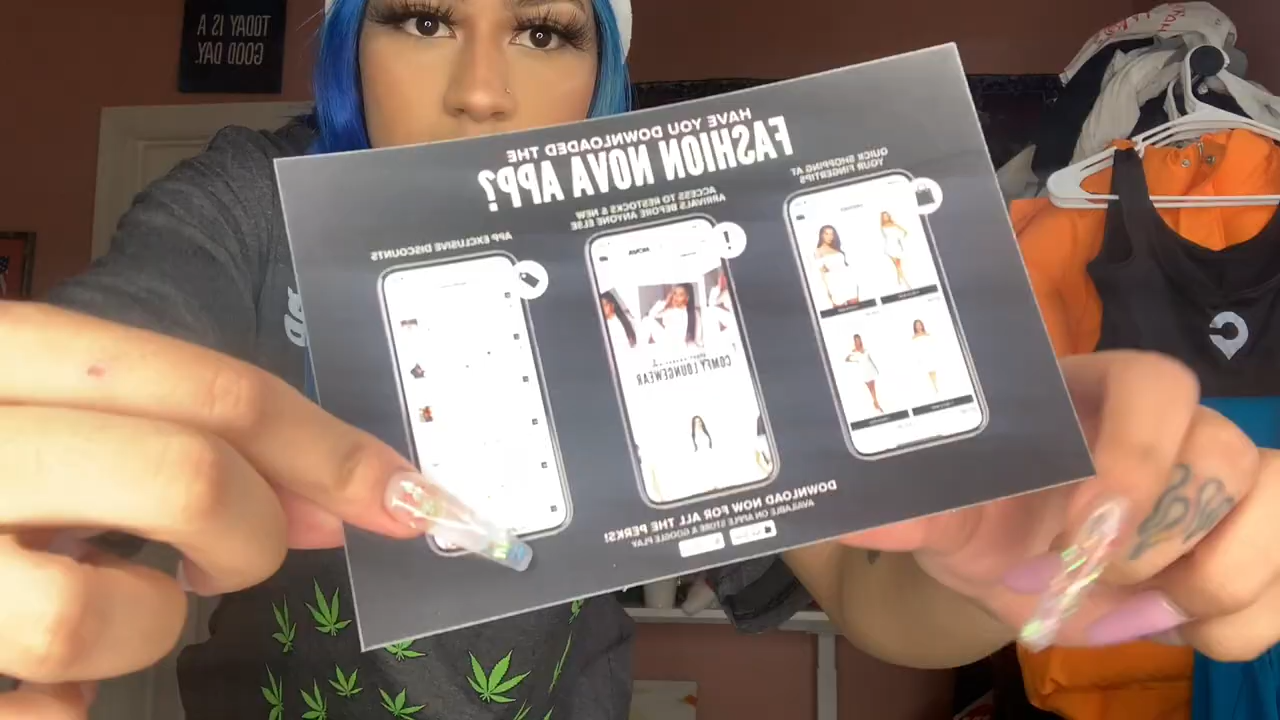 TODAY IS A
GOOD DAY.
HAVE YOU DOWNLOADED THE
FASHION NOVA APP?
QUICK SHOPPING AT
YOUR FINGERTIPS
ACCESS TO RESTOCKS & NEW
ARRIVALS BEFORE ANYONE ELSE
APP EXCLUSIVE DISCOUNTS
COMFY LOUNGEWEAR
DOWNLOAD NOW FOR ALL THE PERKS!
AVAILABLE ON APPLE STORE & GOOGLE PLAY